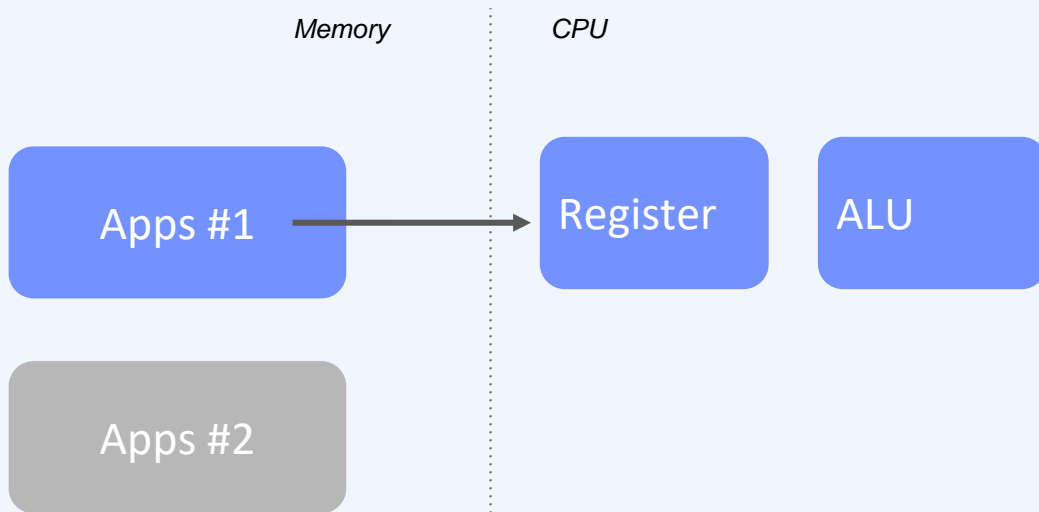 Memory
CPU
Apps #1
Register
ALU
Apps #2